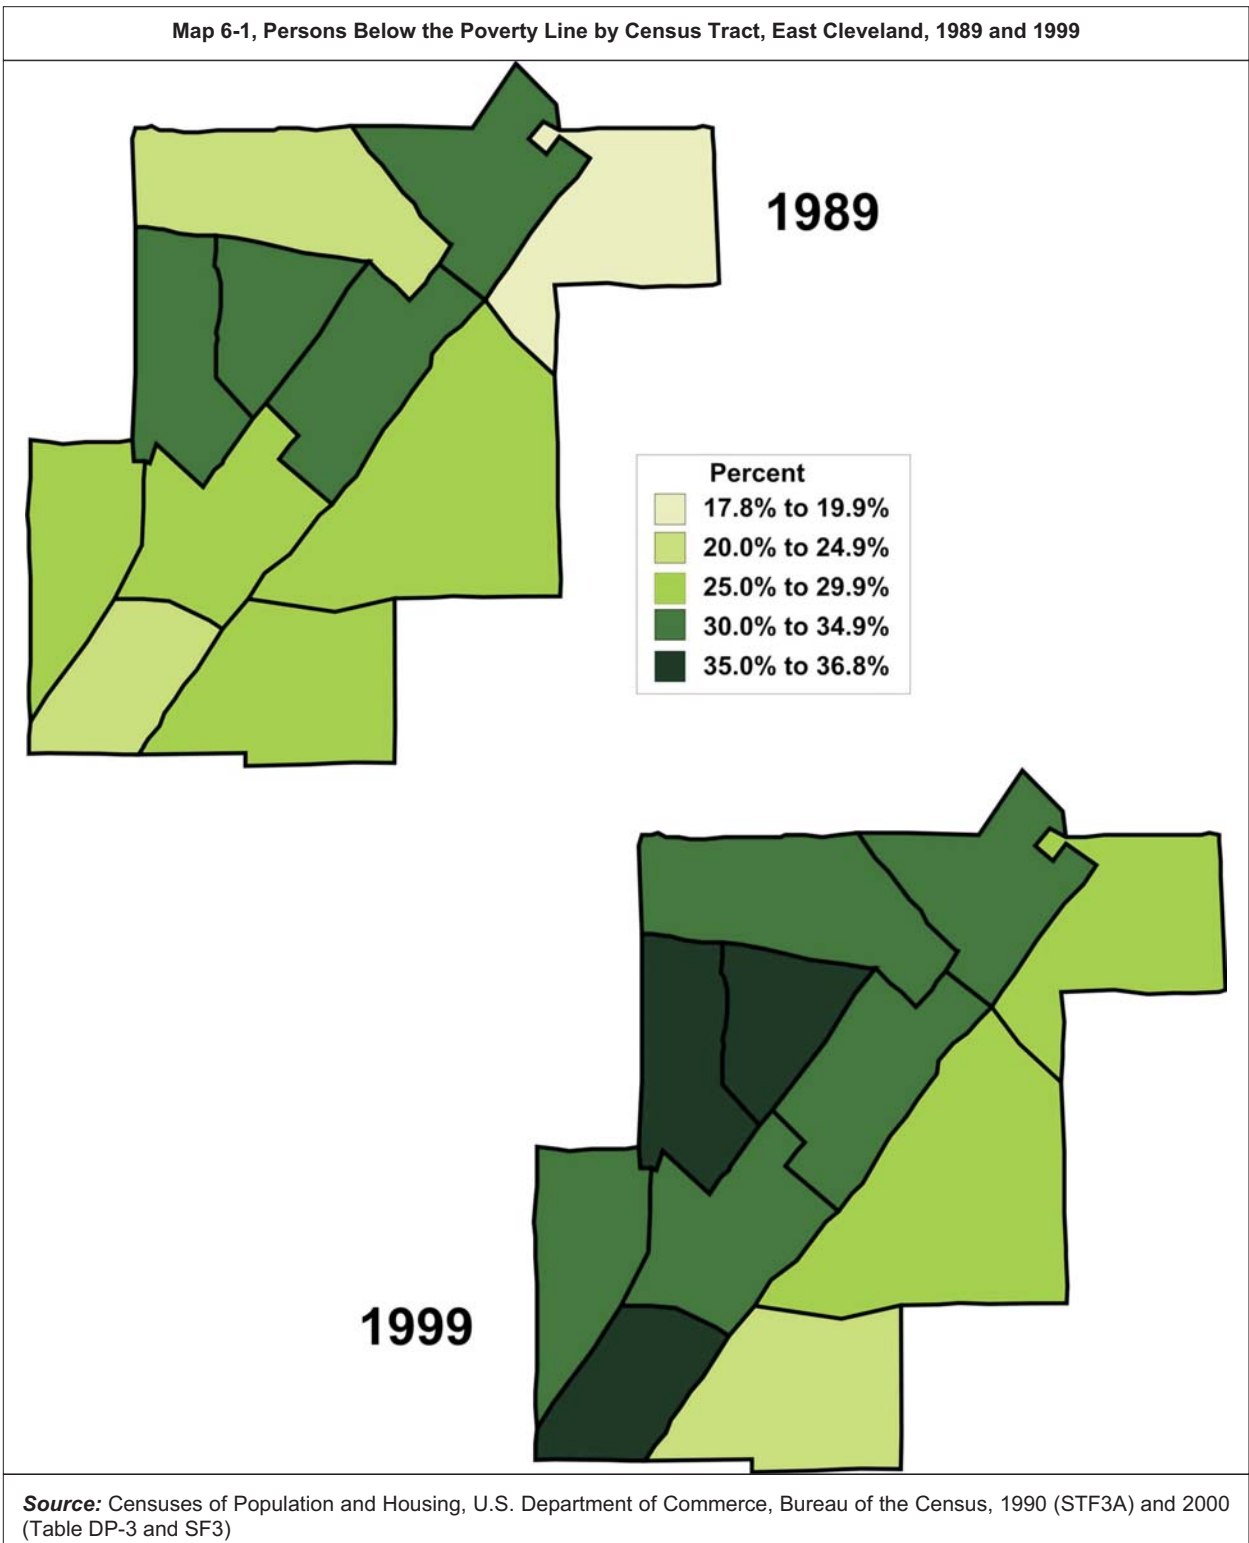 Map 6-1, Persons Below the Poverty Line by Census Tract, East Cleveland, 1989 and 1999
1989
Percent
17.8% to 19.9%
20.0% to 24.9%
25.0% to 29.9%
30.0% to 34.9%
35.0% to 36.8%
1999
Source: Censuses of Population and Housing, U.S. Department of Commerce, Bureau of the Census, 1990 (STF3A) and 2000
(Table DP-3 and SF3)